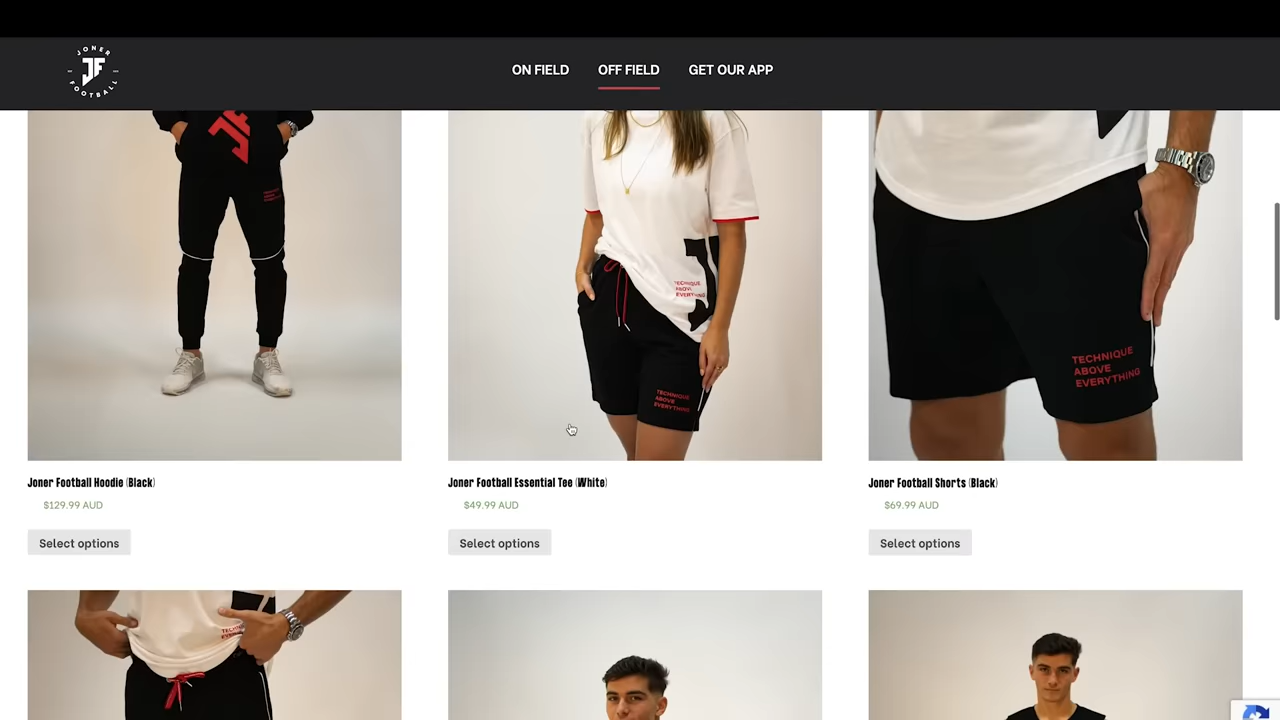 JONER
JF
FOOTBALL
ON FIELD
OFF FIELD
GET OUR APP
TECHNIQUE
ABOVE
EVERYTHING
TECHNIQUE
ABOVE
EVERYTHING
TECHNIQUE
ABOVE
EVERYTHING
Joner Football Hoodie (Black)
Joner Football Essential Tee (White)
Joner Football Shorts (Black)
$129.99 AUD
$49.99 AUD
$69.99 AUD
Select options
Select options
Select options